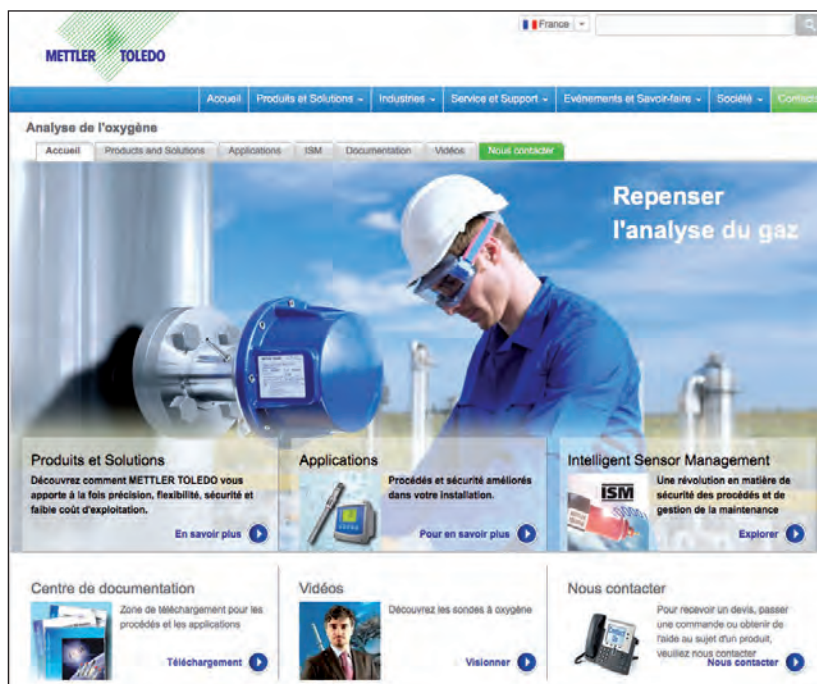 METTLER TOLEDO
France
Accueil Produits et Solutions Industries Service et Support Evénements et Savoir-faire Société Contact
Analyse de l'oxygène
Accueil Products and Solutions Applications ISM Documentation Vidéos Nous contacter
Repenser
l'analyse du gaz
Produits et Solutions
Découvrez comment METTLER TOLEDO vous
apporte à la fois précision, flexibilité, sécurité et
faible coût d'exploitation.
En savoir plus
Applications
Procédés et sécurité améliorés
dans votre installation.
Pour en savoir plus
Intelligent Sensor Management
ISM
Une révolution en matière de
sécurité des procédés et de
gestion de la maintenance
Explorer
Centre de documentation
Zone de téléchargement pour les
procédés et les applications
Téléchargement
Vidéos
Découvrez les sondes à oxygène
Visionner
Nous contacter
Pour recevoir un devis, passer
une commande ou obtenir de
l'aide au sujet d'un produit,
veuillez nous contacter
Nous contacter